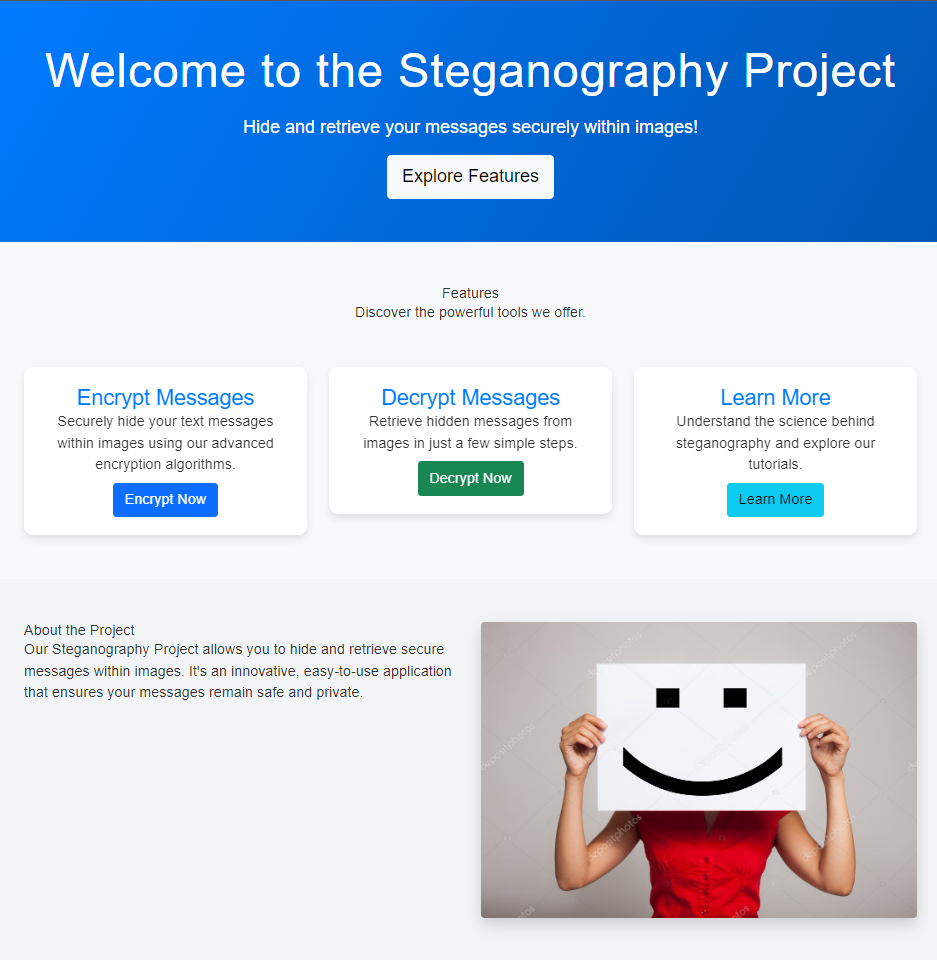 Welcome to the Steganography Project
Hide and retrieve your messages securely within images!
Explore Features
Features
Discover the powerful tools we offer.
Encrypt Messages
Securely hide your text messages
within images using our advanced
encryption algorithms.
Encrypt Now
Decrypt Messages
Retrieve hidden messages from
images in just a few simple steps.
Decrypt Now
Learn More
Understand the science behind
steganography and explore our
tutorials.
Learn More
About the Project
Our Steganography Project allows you to hide and retrieve secure
messages within images. It's an innovative, easy-to-use application
that ensures your messages remain safe and private.
depositphotos
depositphotos
depositphotos
depositphotos